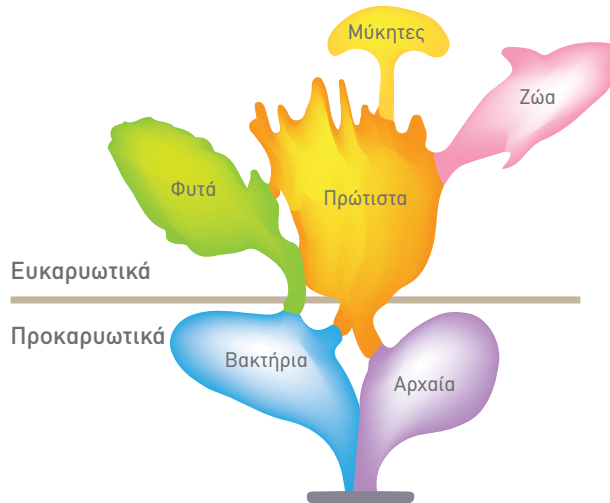 Μύκητες
Ζώα
Φυτά
Πρώτιστα
Ευκαρυωτικά
Προκαρυωτικά
Βακτήρια
Αρχαία